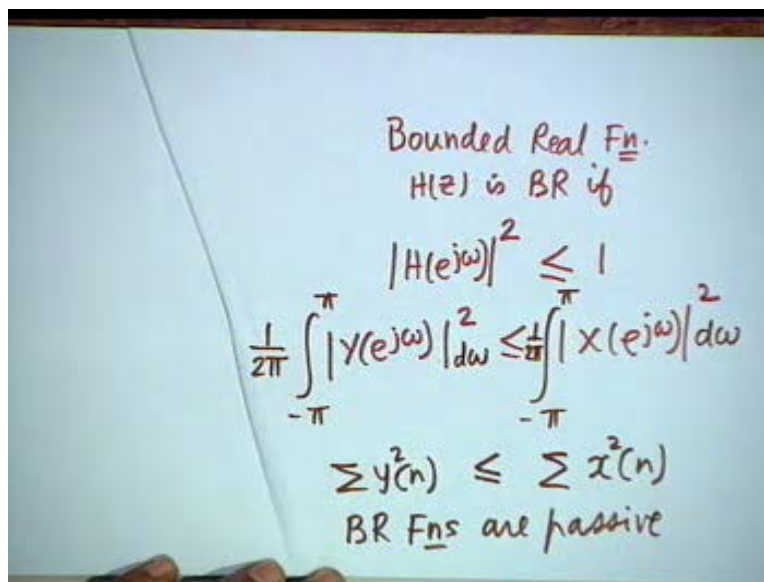 Bounded Real Fn.
H(z) is BR if
|H(e^{jω})|^2 ≤ 1
1/2π ∫_{-π}^{π} |Y(e^{jω})|^2 dω ≤ 1/2π ∫_{-π}^{π} |X(e^{jω})|^2 dω
Σ y^2(n) ≤ Σ x^2(n)
BR Fns are passive